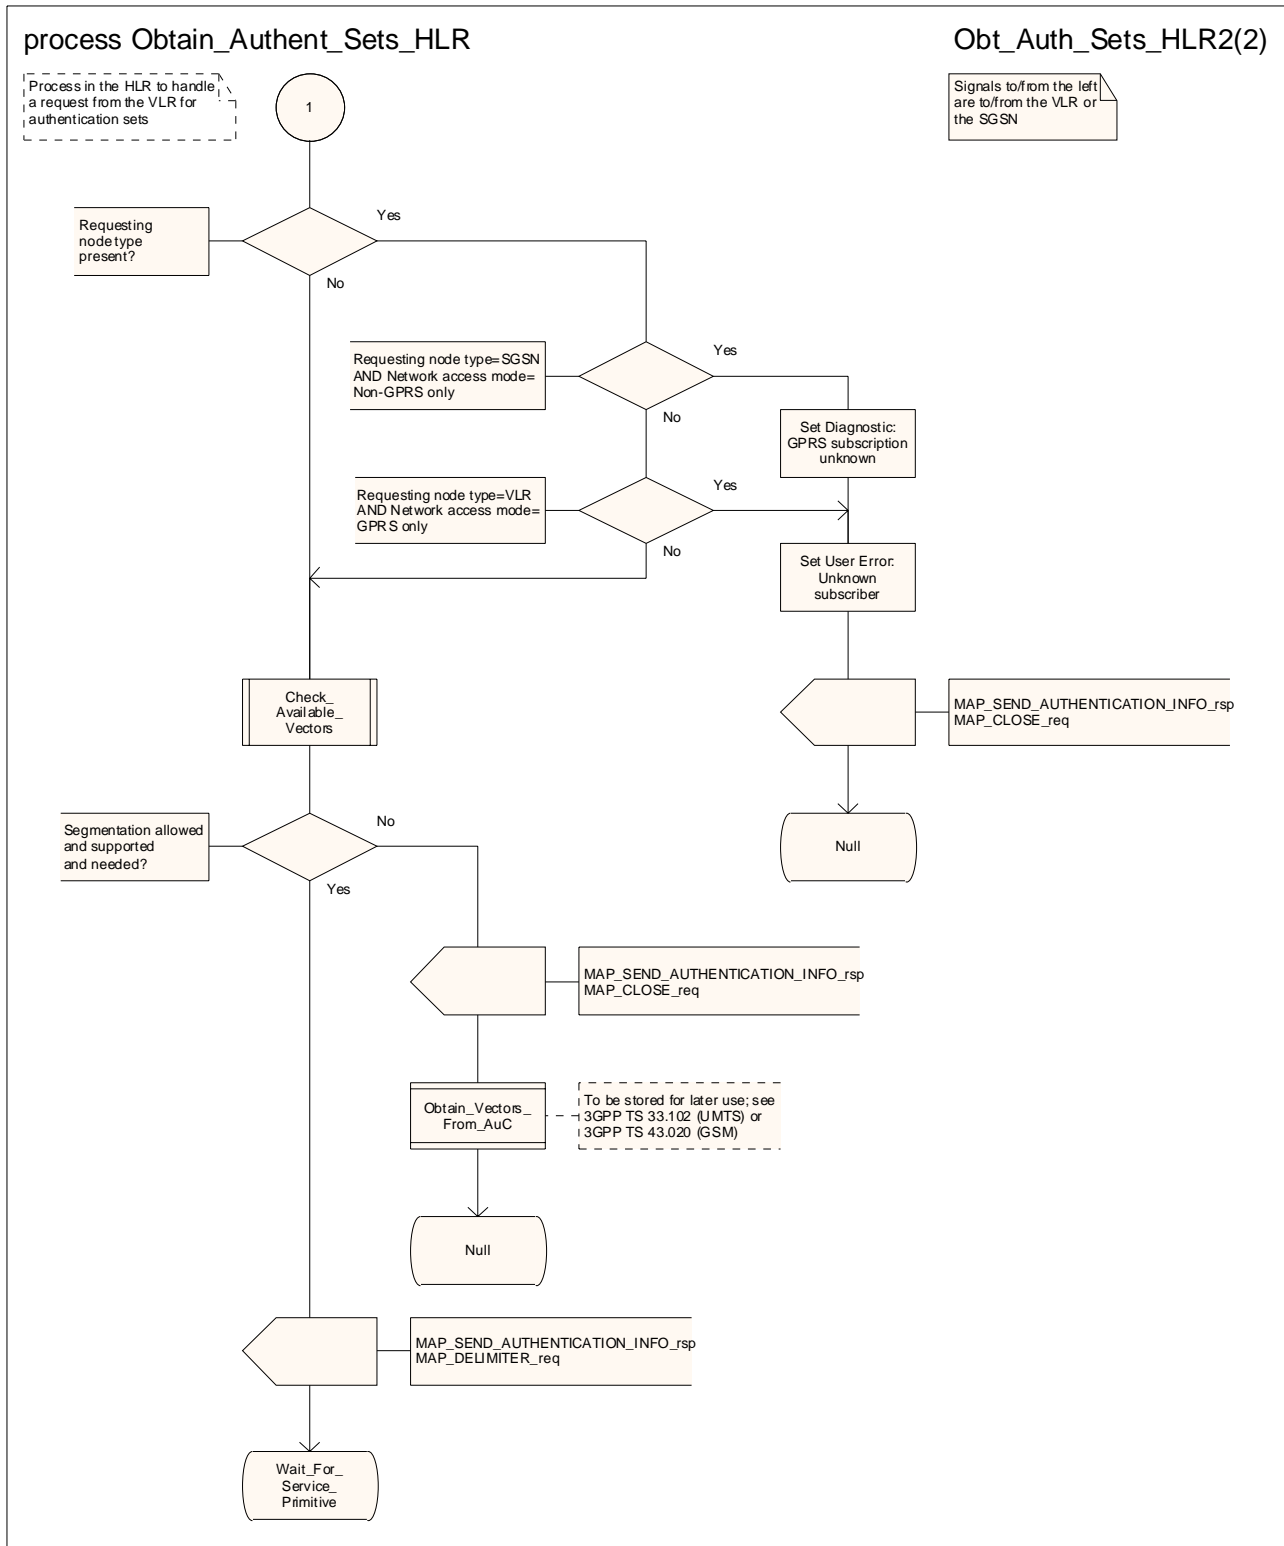 process Obtain_Authent_Sets_HLR
Obt_Auth_Sets_HLR2(2)
Process in the HLR to handle
a request from the VLR for
authentication sets
1
Signals to/from the left
are to/from the VLR or
the SGSN
Requesting
node type
present?
Yes
No
Requesting node type=SGSN
AND Network access mode=
Non-GPRS only
Yes
No
Set Diagnostic:
GPRS subscription
unknown
Requesting node type=VLR
AND Network access mode=
GPRS only
Yes
No
Set User Error:
Unknown
subscriber
Check_
Available_
Vectors
MAP_SEND_AUTHENTICATION_INFO_rsp
MAP_CLOSE_req
Segmentation allowed
and supported
and needed?
No
Yes
Null
MAP_SEND_AUTHENTICATION_INFO_rsp
MAP_CLOSE_req
Obtain_Vectors_
From_AuC
To be stored for later use; see
3GPP TS 33.102 (UMTS) or
3GPP TS 43.020 (GSM)
Null
MAP_SEND_AUTHENTICATION_INFO_rsp
MAP_DELIMITER_req
Wait_For_
Service_
Primitive